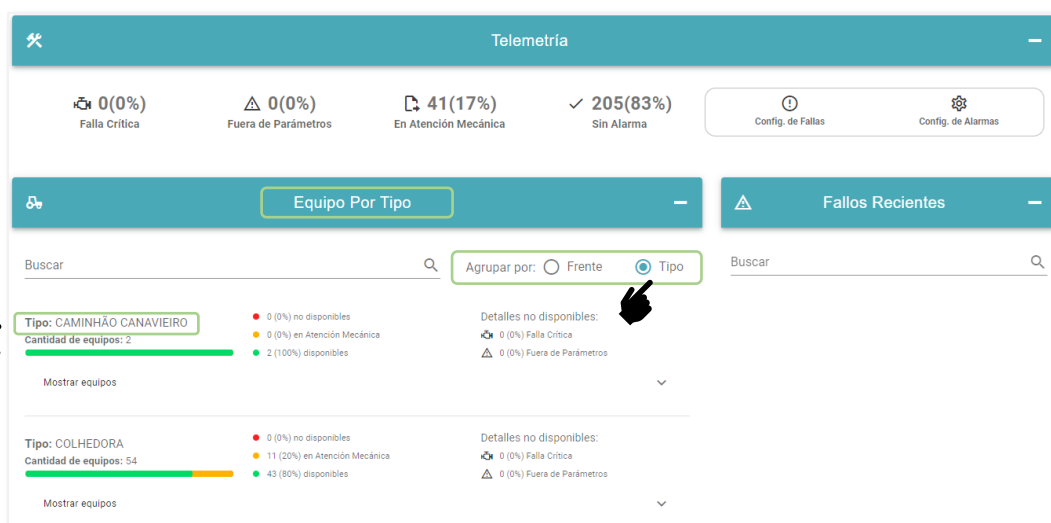 Telemetría
0(0%)
Falla Crítica
0(0%)
Fuera de Parámetros
41(17%)
En Atención Mecánica
205(83%)
Sin Alarma
Config. de Fallas
Config. de Alarmas
Equipo Por Tipo
Buscar
Agrupar por: Frente Tipo
Tipo: CAMINHÃO CANAVIEIRO
Cantidad de equipos: 2
0 (0%) no disponibles
0 (0%) en Atención Mecánica
2 (100%) disponibles
Detalles no disponibles:
0 (0%) Falla Crítica
0 (0%) Fuera de Parámetros
Mostrar equipos
Tipo: COLHEDORA
Cantidad de equipos: 54
0 (0%) no disponibles
11 (20%) en Atención Mecánica
43 (80%) disponibles
Detalles no disponibles:
0 (0%) Falla Crítica
0 (0%) Fuera de Parámetros
Mostrar equipos
Fallos Recientes
Buscar